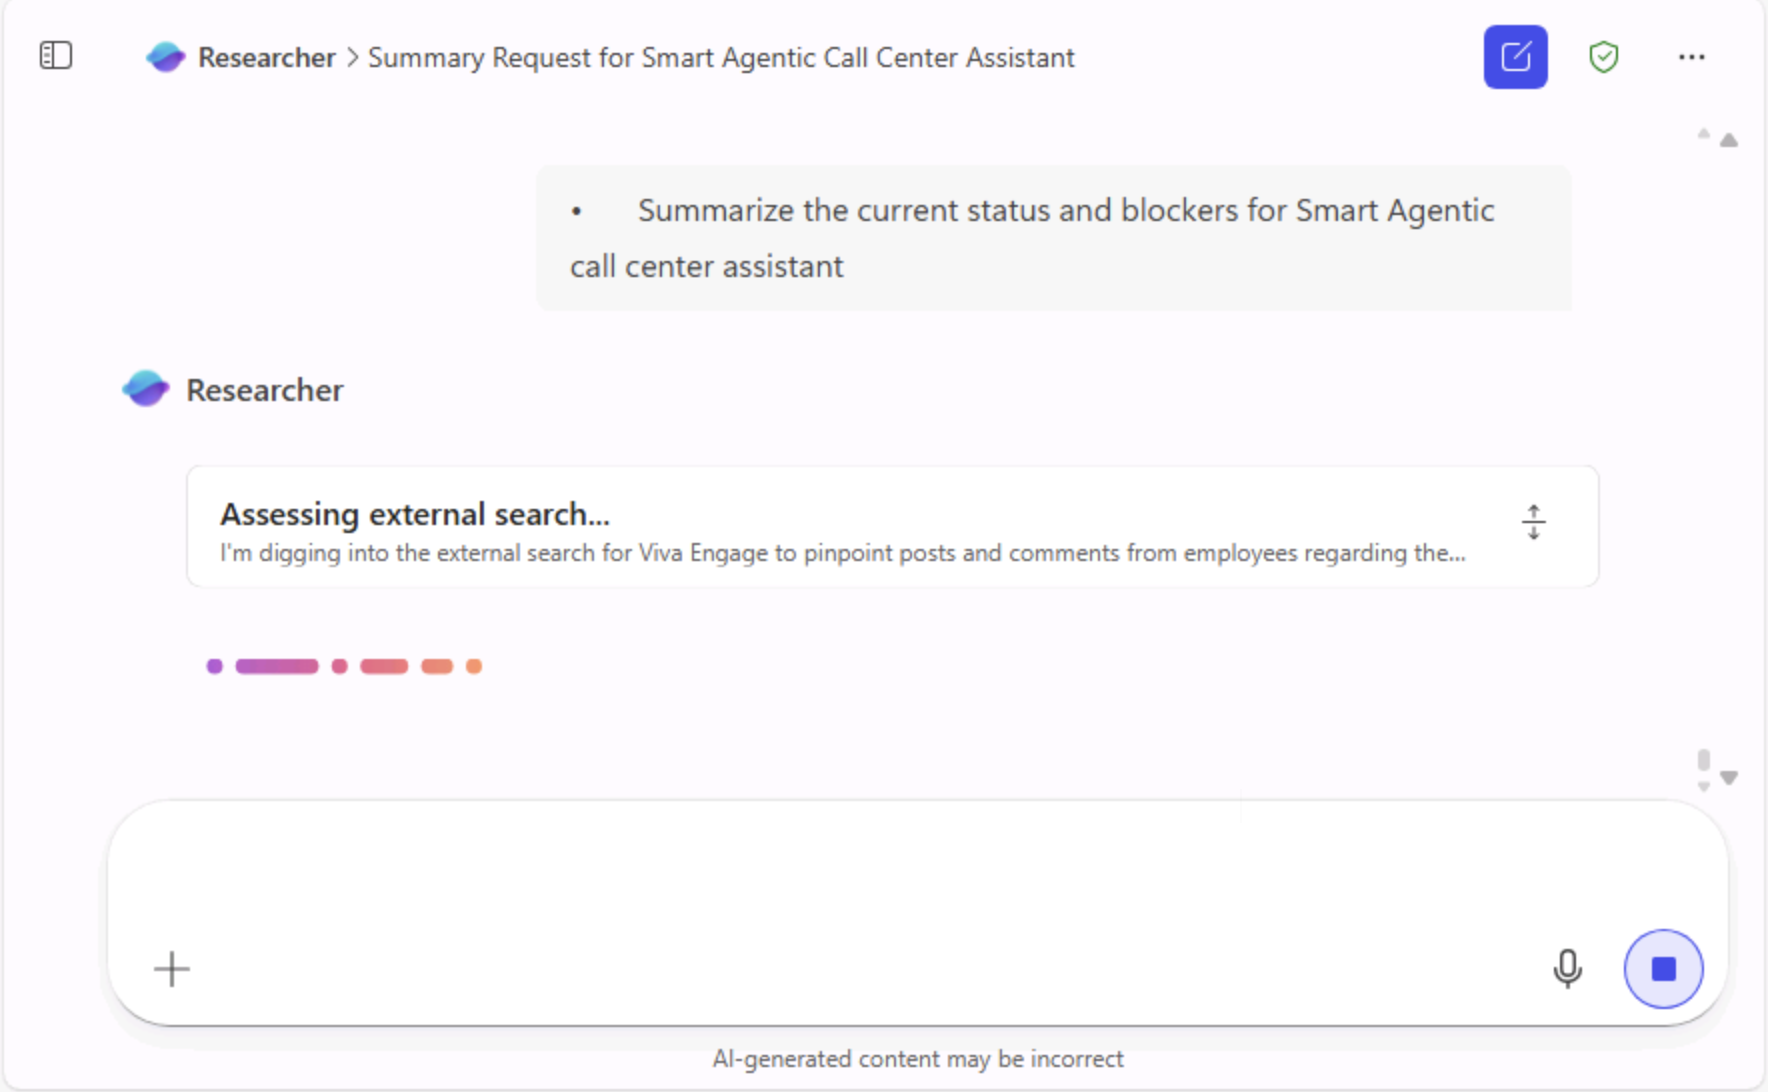 Researcher > Summary Request for Smart Agentic Call Center Assistant
• Summarize the current status and blockers for Smart Agentic
call center assistant
Researcher
Assessing external search...
I'm digging into the external search for Viva Engage to pinpoint posts and comments from employees regarding the...
AI-generated content may be incorrect